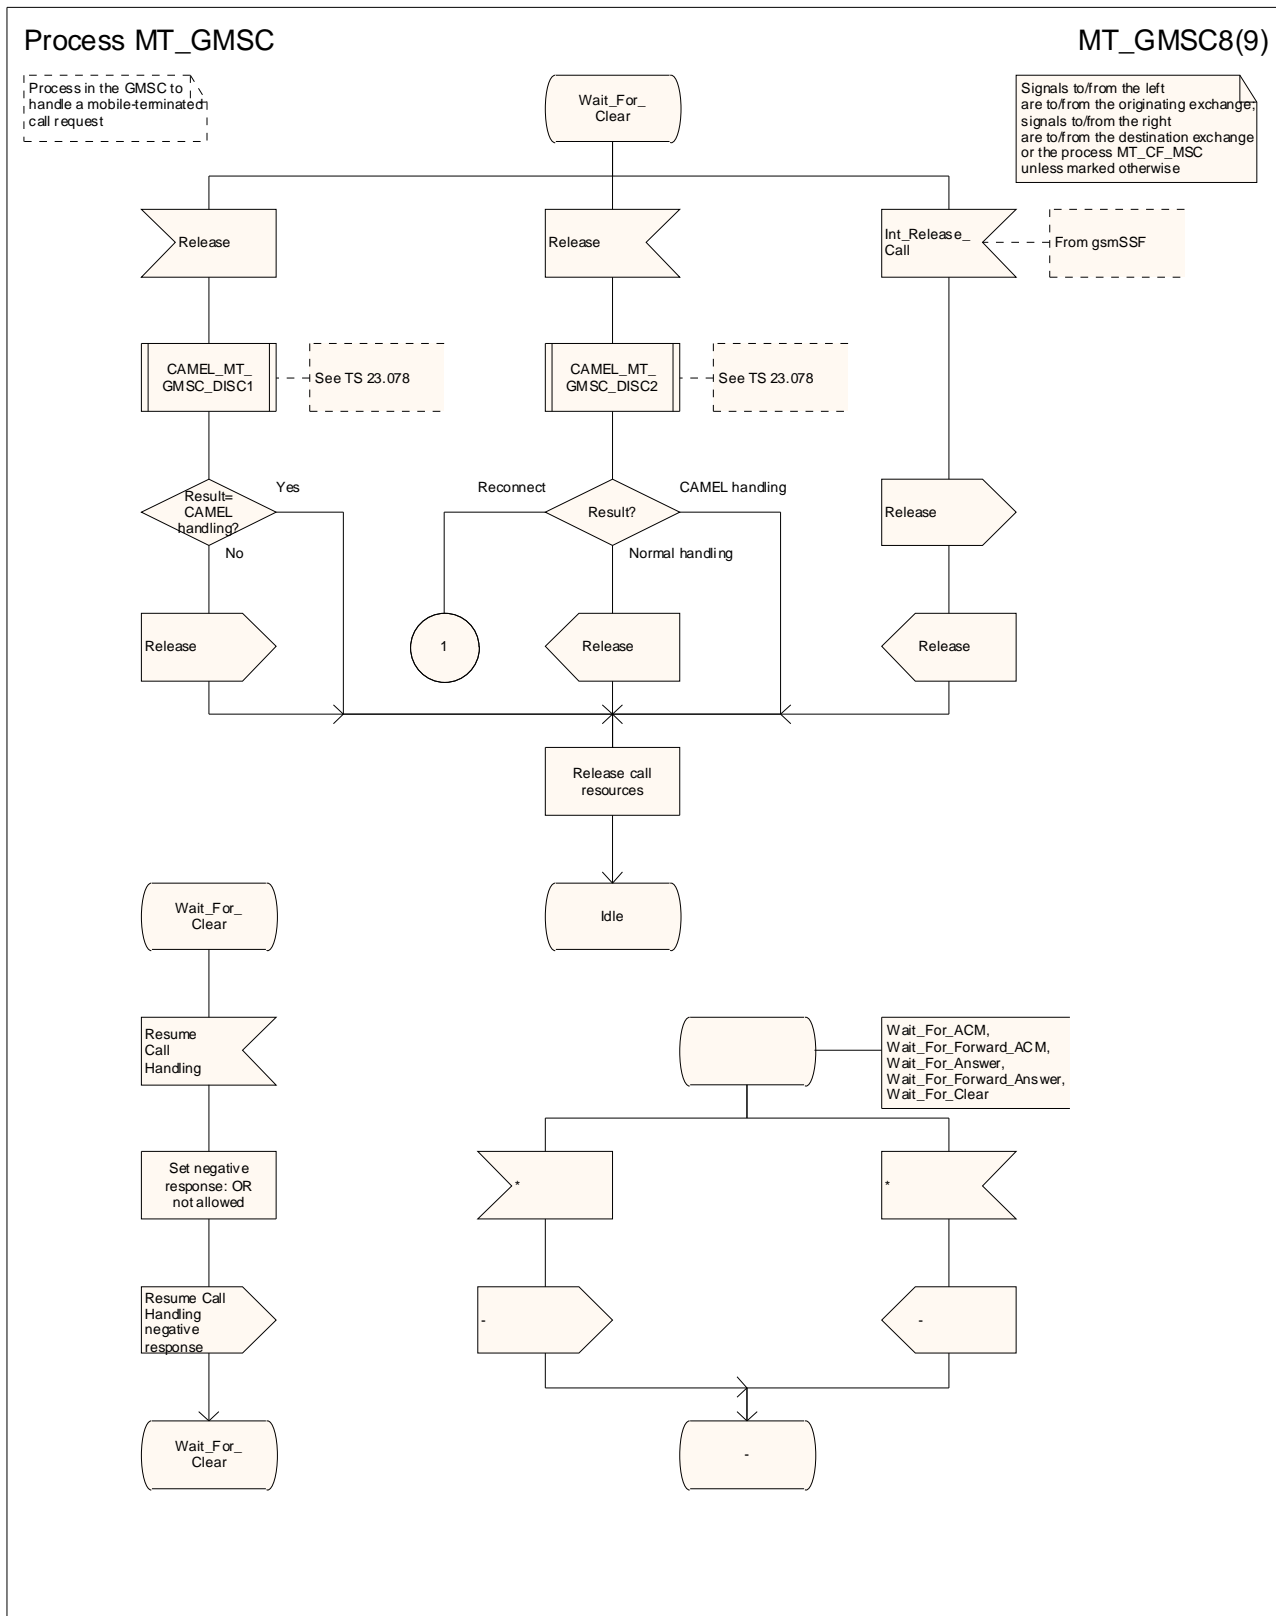 Process MT_GMSC
MT_GMSC8(9)
Process in the GMSC to
handle a mobile-terminated
call request
Wait_For_
Clear
Signals to/from the left
are to/from the originating exchange;
signals to/from the right
are to/from the destination exchange
or the process MT_CF_MSC
unless marked otherwise
Release
Release
Int_Release_
Call
From gsmSSF
CAMEL_MT_
GMSC_DISC1
See TS 23.078
CAMEL_MT_
GMSC_DISC2
See TS 23.078
Result=
CAMEL
handling?
Yes
No
Reconnect
Result?
CAMEL handling
Normal handling
Release
Release
1
Release
Release
Release call
resources
Idle
Wait_For_
Clear
Resume
Call
Handling
Set negative
response: OR
not allowed
Resume Call
Handling
negative
response
Wait_For_
Clear
Wait_For_ACM,
Wait_For_Forward_ACM,
Wait_For_Answer,
Wait_For_Forward_Answer,
Wait_For_Clear
*
*
-
-
-